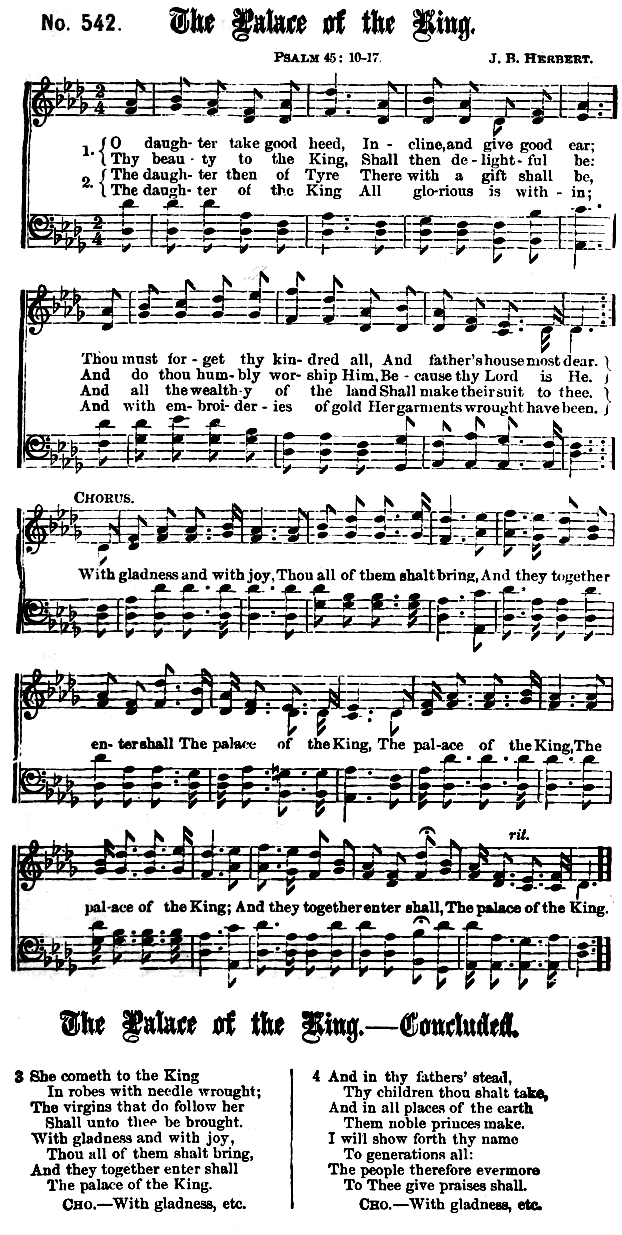 No. 542. The Palace of the King.
PSALM 45: 10-17. J. B. HERBERT.
1. O daugh- ter take good heed, In - cline, and give good ear;
Thy beau - ty to the King, Shall then de - light - ful be:
2. The daugh- ter then of Tyre There with a gift shall be,
The daugh - ter of the King All glo - rious is with - in;
Thou must for - get thy kin - dred all, And father's house most dear.
And do thou hum - bly wor - ship Him, Be - cause thy Lord is He.
And all the wealth-y of the land Shall make their suit to thee.
And with em - broi - der - ies of gold Her garments wrought have been.
CHORUS.
With gladness and with joy, Thou all of them shalt bring, And they together
en- ter shall The palace of the King, The pal-ace of the King, The
rit.
pal-ace of the King; And they together enter shall, The palace of the King.
The Palace of the King.—Concluded.
3 She cometh to the King
In robes with needle wrought;
The virgins that do follow her
Shall unto thee be brought.
With gladness and with joy,
Thou all of them shalt bring,
And they together enter shall
The palace of the King.
CHO.—With gladness, etc.
4 And in thy fathers' stead,
Thy children thou shalt take,
And in all places of the earth
Them noble princes make.
I will show forth thy name
To generations all:
The people therefore evermore
To Thee give praises shall.
CHO.—With gladness, etc.